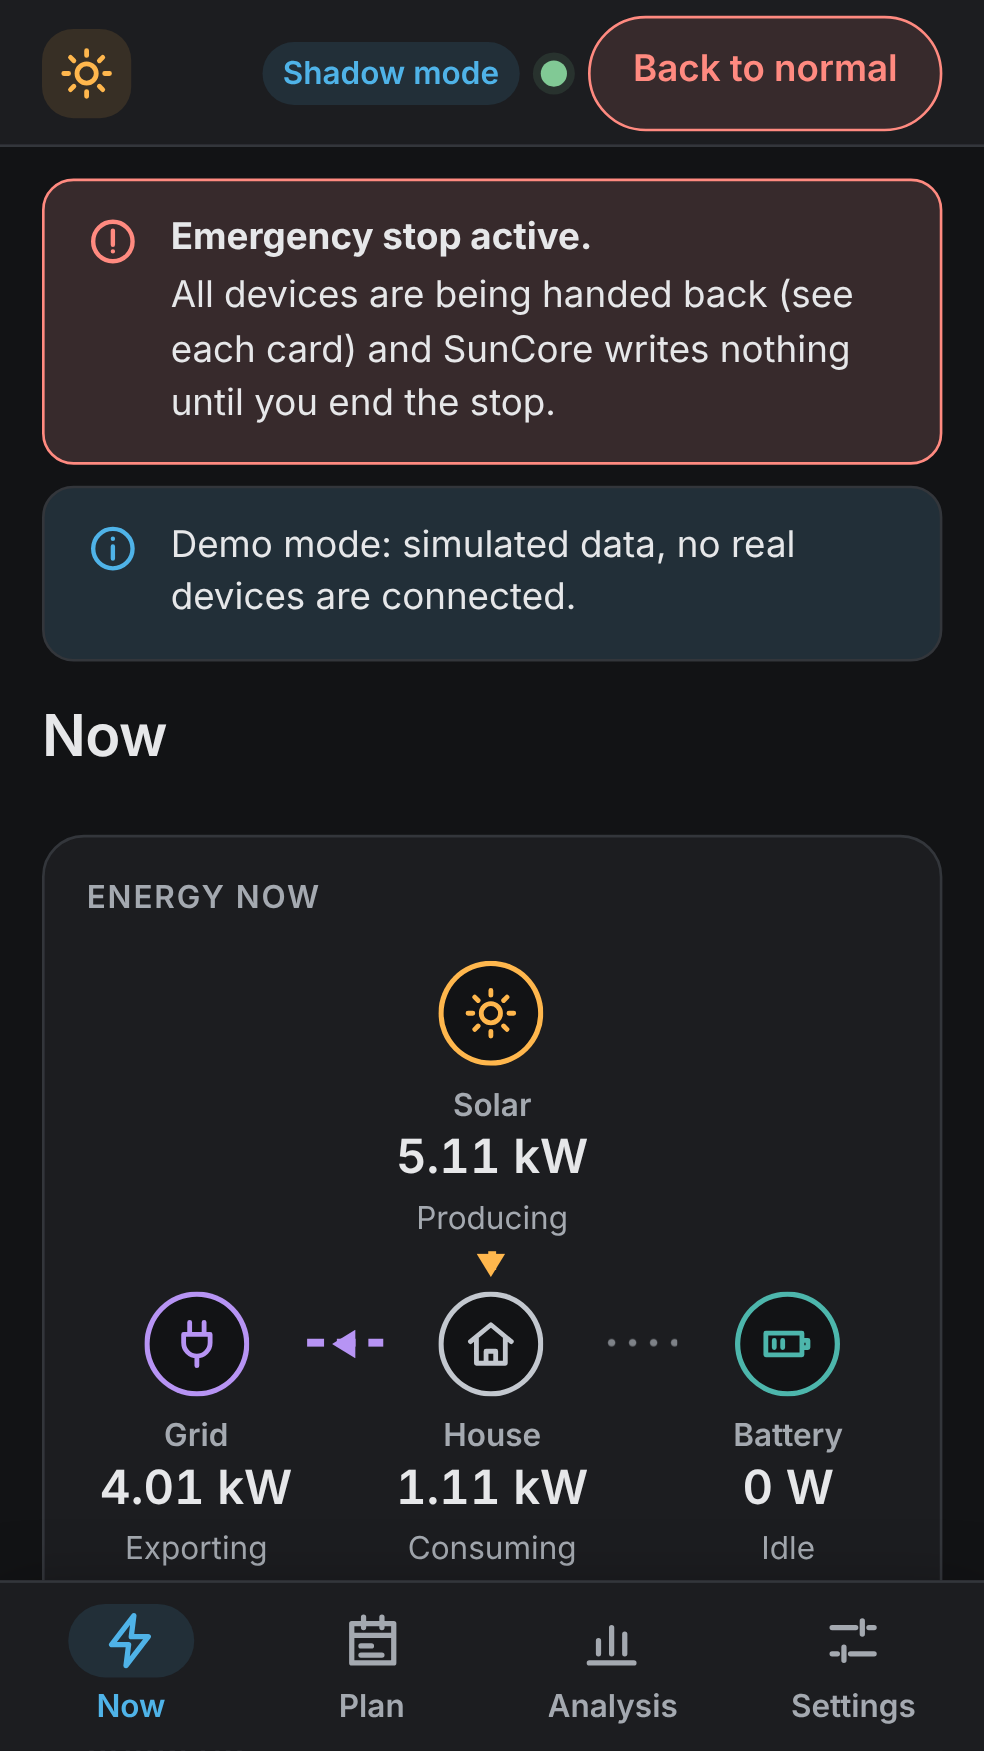 Shadow mode
Back to normal
Emergency stop active.
All devices are being handed back (see
each card) and SunCore writes nothing
until you end the stop.
Demo mode: simulated data, no real
devices are connected.
Now
ENERGY NOW
Solar
5.11 kW
Producing
Grid
4.01 kW
Exporting
House
1.11 kW
Consuming
Battery
0 W
Idle
Now
Plan
Analysis
Settings